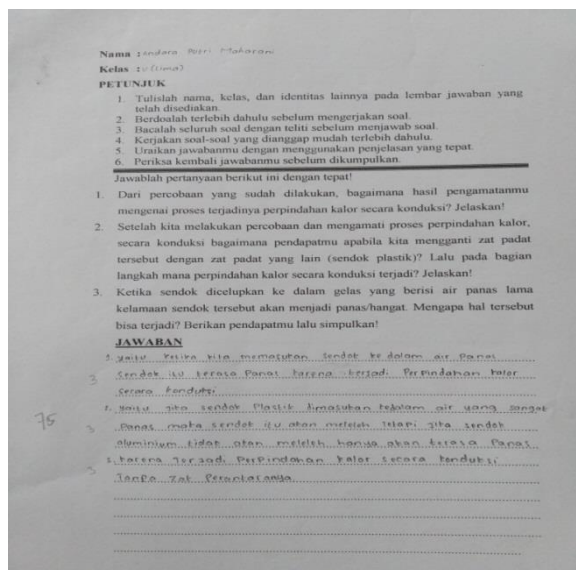 Nama : Andara Putri Maharani
Kelas : V (Lima)
PETUNJUK
1. Tulislah nama, kelas, dan identitas lainnya pada lembar jawaban yang
telah disediakan.
2. Berdoalah terlebih dahulu sebelum mengerjakan soal.
3. Bacalah seluruh soal dengan teliti sebelum menjawab soal.
4. Kerjakan soal-soal yang dianggap mudah terlebih dahulu.
5. Uraikan jawabanmu dengan menggunakan penjelasan yang tepat.
6. Periksa kembali jawabanmu sebelum dikumpulkan.
Jawablah pertanyaan berikut ini dengan tepat!
1. Dari percobaan yang sudah dilakukan, bagaimana hasil pengamatanmu
mengenai proses terjadinya perpindahan kalor secara konduksi? Jelaskan!
2. Setelah kita melakukan percobaan dan mengamati proses perpindahan kalor,
secara konduksi bagaimana pendapatmu apabila kita mengganti zat padat
tersebut dengan zat padat yang lain (sendok plastik)? Lalu pada bagian
langkah mana perpindahan kalor secara konduksi terjadi? Jelaskan!
3. Ketika sendok dicelupkan ke dalam gelas yang berisi air panas lama
kelamaan sendok tersebut akan menjadi panas/hangat. Mengapa hal tersebut
bisa terjadi? Berikan pendapatmu lalu simpulkan!
JAWABAN
1. yaitu ketika kita memasukan sendok ke dalam air panas
3 sendok itu terasa panas karena terjadi Perpindahan kalor
secara konduksi
2. yaitu jika sendok Plastik dimasukan kedalam air yang sangat
75 3 panas maka sendok itu akan meleleh tetapi jika sendok
aluminium tidak akan meleleh hanya akan terasa panas
3. karena terjadi Perpindahan kalor secara konduksi
3 Tanpa zat Perantaranya